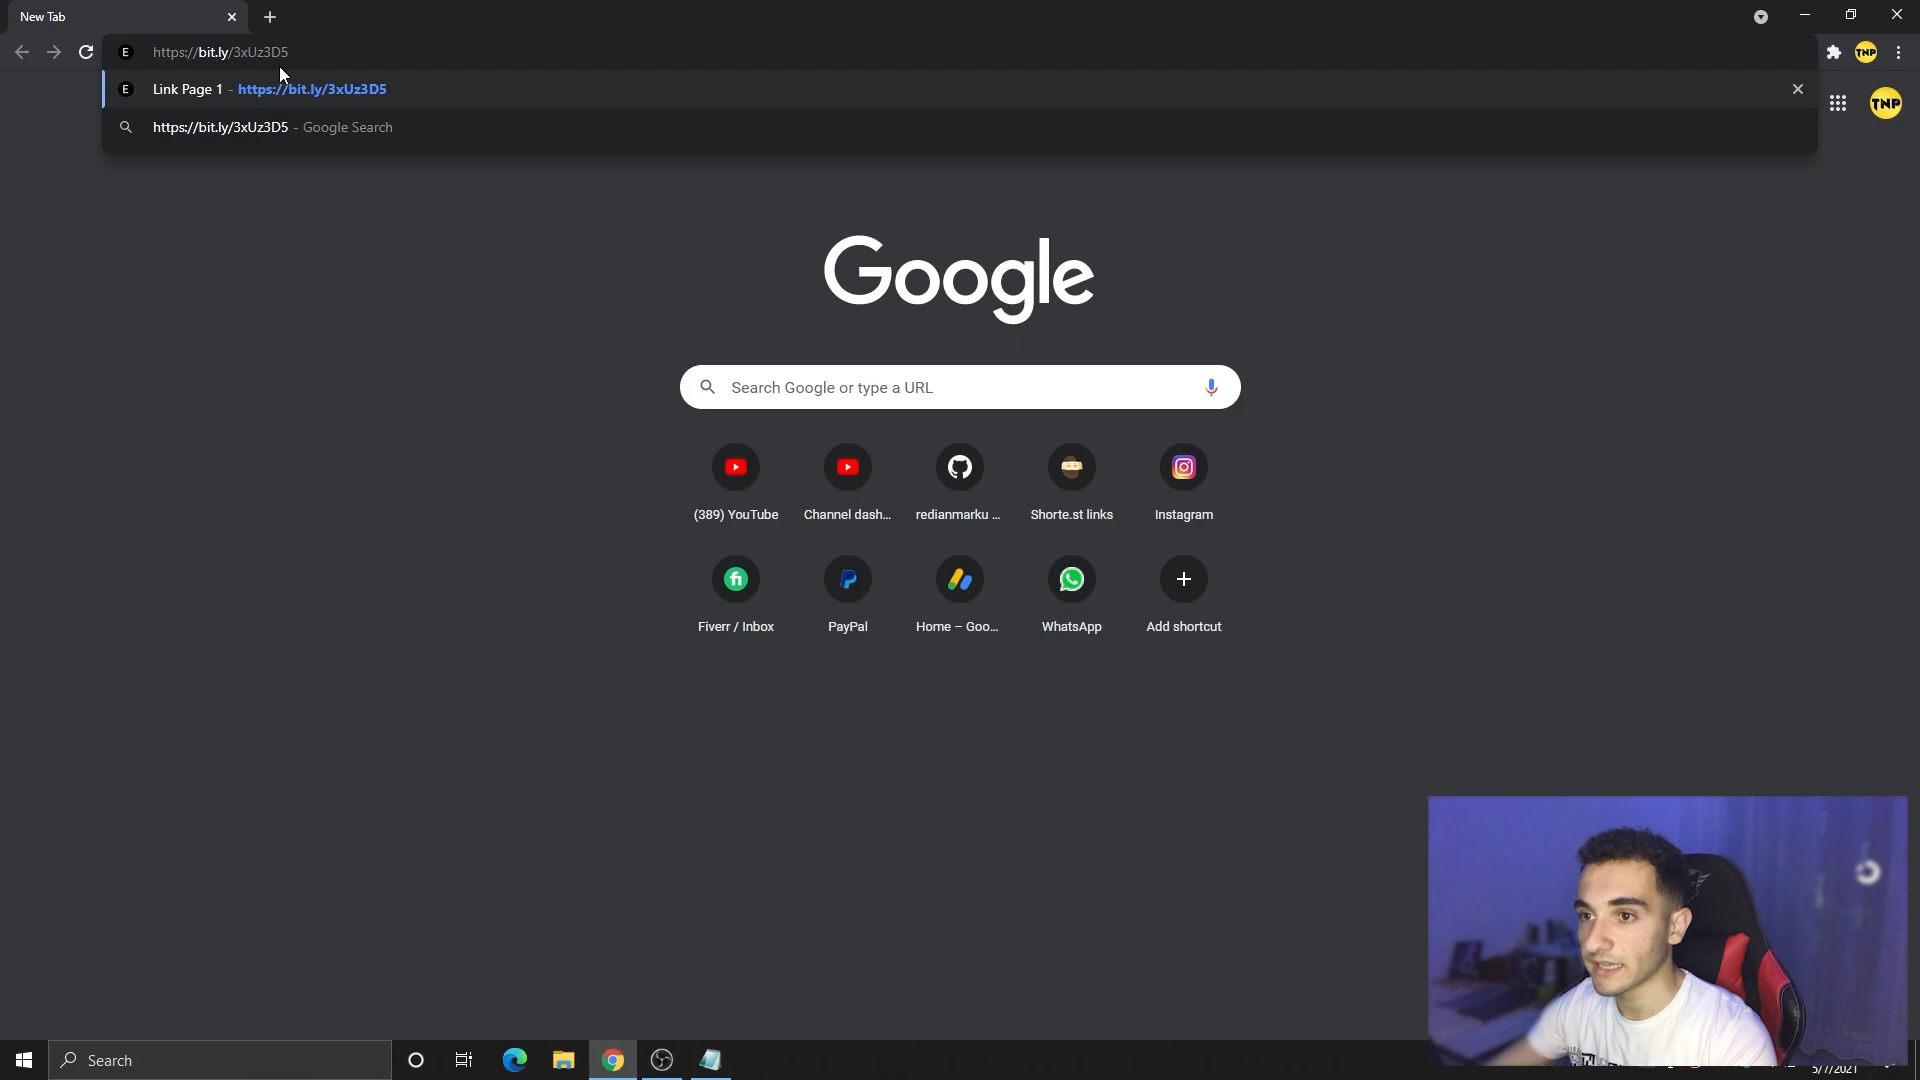 New Tab
E https://bit.ly/3xUz3D5
TNP
E Link Page 1 - https://bit.ly/3xUz3D5
TNP
https://bit.ly/3xUz3D5 - Google Search
Google
Search Google or type a URL
(389) YouTube
Channel dash...
redianmarku ...
Shorte.st links
Instagram
fi
Fiverr / Inbox
PayPal
Home – Goo...
WhatsApp
Add shortcut
Search
5/7/2021